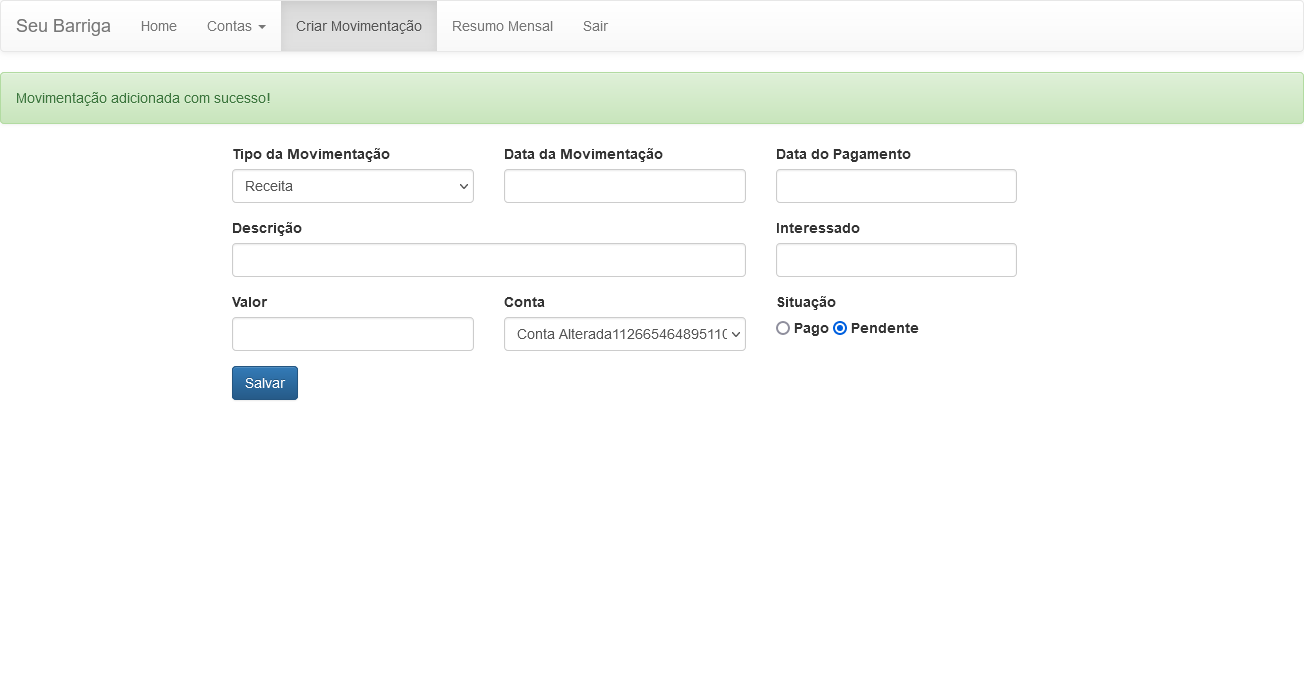 Seu Barriga Home Contas Criar Movimentação Resumo Mensal Sair
Movimentação adicionada com sucesso!
Tipo da Movimentação Data da Movimentação Data do Pagamento
Receita
Descrição Interessado
Valor Conta Situação
Conta Alterada11266546489511 Pago Pendente
Salvar